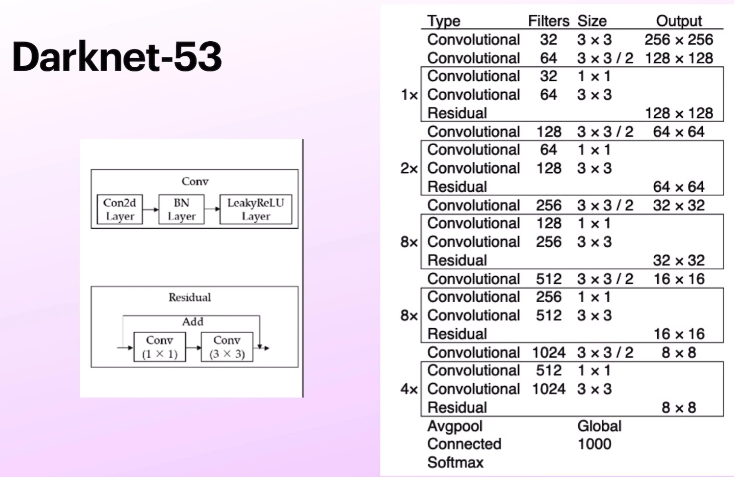 Darknet-53
Conv
Con2d Layer
BN Layer
LeakyReLU Layer
Residual
Add
Conv (1 × 1)
Conv (3 × 3)
Type Filters Size Output
Convolutional 32 3 × 3 256 × 256
Convolutional 64 3 × 3 / 2 128 × 128
Convolutional 32 1 × 1
1× Convolutional 64 3 × 3
Residual 128 × 128
Convolutional 128 3 × 3 / 2 64 × 64
Convolutional 64 1 × 1
2× Convolutional 128 3 × 3
Residual 64 × 64
Convolutional 256 3 × 3 / 2 32 × 32
Convolutional 128 1 × 1
8× Convolutional 256 3 × 3
Residual 32 × 32
Convolutional 512 3 × 3 / 2 16 × 16
Convolutional 256 1 × 1
8× Convolutional 512 3 × 3
Residual 16 × 16
Convolutional 1024 3 × 3 / 2 8 × 8
Convolutional 512 1 × 1
4× Convolutional 1024 3 × 3
Residual 8 × 8
Avgpool Global
Connected 1000
Softmax